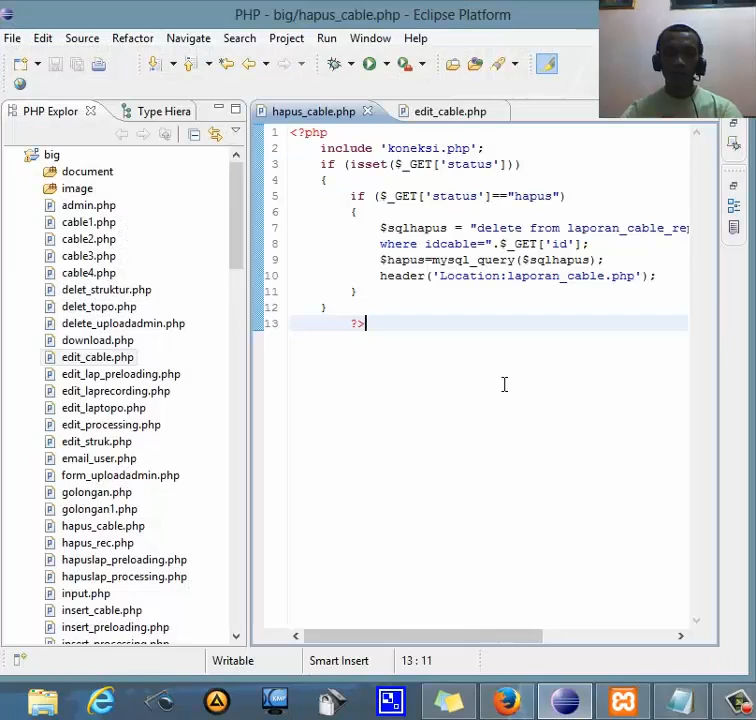 PHP - big/hapus_cable.php - Eclipse Platform
File Edit Source Refactor Navigate Search Project Run Window Help
PHP Explor
Type Hiera
hapus_cable.php
edit_cable.php
big
document
image
admin.php
cable1.php
cable2.php
cable3.php
cable4.php
delet_struktur.php
delet_topo.php
delete_uploadadmin.php
download.php
edit_cable.php
edit_lap_preloading.php
edit_laprecording.php
edit_laptopo.php
edit_processing.php
edit_struk.php
email_user.php
form_uploadadmin.php
golongan.php
golongan1.php
hapus_cable.php
hapus_rec.php
hapuslap_preloading.php
hapuslap_processing.php
input.php
insert_cable.php
insert_preloading.php
insert_processing.php
1 <?php
2 include 'koneksi.php';
3 if (isset($_GET['status']))
4 {
5 if ($_GET['status']=="hapus")
6 {
7 $sqlhapus = "delete from laporan_cable_rep
8 where idcable=".$_GET['id'];
9 $hapus=mysql_query($sqlhapus);
10 header('Location:laporan_cable.php');
11 }
12 }
13 ?>
Writable
Smart Insert
13 : 11